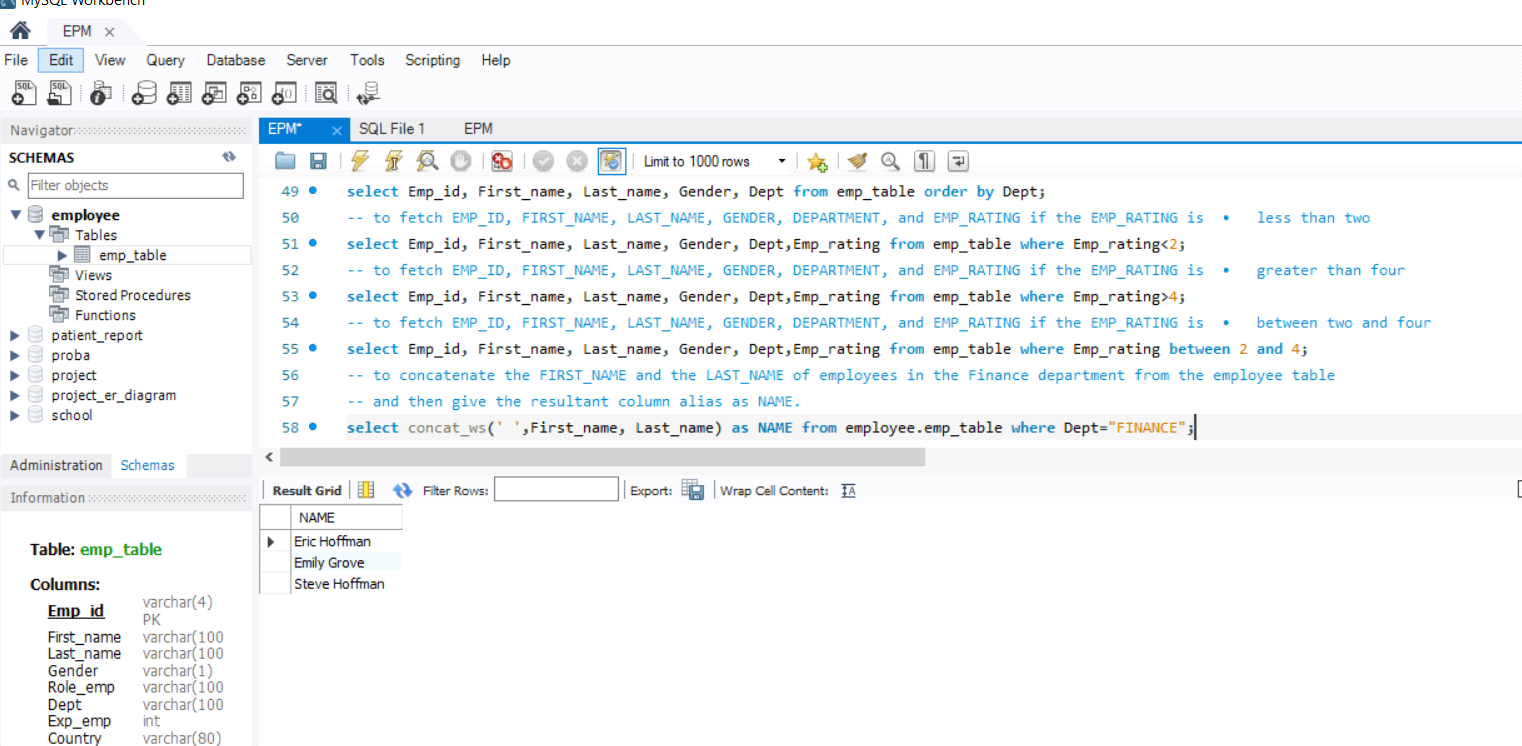 MySQL Workbench
EPM ×
File Edit View Query Database Server Tools Scripting Help
Navigator
SCHEMAS
Filter objects
employee
Tables
emp_table
Views
Stored Procedures
Functions
patient_report
proba
project
project_er_diagram
school
Administration Schemas
Information
Table: emp_table
Columns:
Emp_id varchar(4)
PK
First_name varchar(100
Last_name varchar(100
Gender varchar(1)
Role_emp varchar(100
Dept varchar(100
Exp_emp int
Country varchar(80)
EPM* × SQL File 1 EPM
Limit to 1000 rows
49 select Emp_id, First_name, Last_name, Gender, Dept from emp_table order by Dept;
50 -- to fetch EMP_ID, FIRST_NAME, LAST_NAME, GENDER, DEPARTMENT, and EMP_RATING if the EMP_RATING is • less than two
51 select Emp_id, First_name, Last_name, Gender, Dept,Emp_rating from emp_table where Emp_rating<2;
52 -- to fetch EMP_ID, FIRST_NAME, LAST_NAME, GENDER, DEPARTMENT, and EMP_RATING if the EMP_RATING is • greater than four
53 select Emp_id, First_name, Last_name, Gender, Dept,Emp_rating from emp_table where Emp_rating>4;
54 -- to fetch EMP_ID, FIRST_NAME, LAST_NAME, GENDER, DEPARTMENT, and EMP_RATING if the EMP_RATING is • between two and four
55 select Emp_id, First_name, Last_name, Gender, Dept,Emp_rating from emp_table where Emp_rating between 2 and 4;
56 -- to concatenate the FIRST_NAME and the LAST_NAME of employees in the Finance department from the employee table
57 -- and then give the resultant column alias as NAME.
58 select concat_ws(' ',First_name, Last_name) as NAME from employee.emp_table where Dept="FINANCE";
Result Grid Filter Rows: Export: Wrap Cell Content:
NAME
Eric Hoffman
Emily Grove
Steve Hoffman